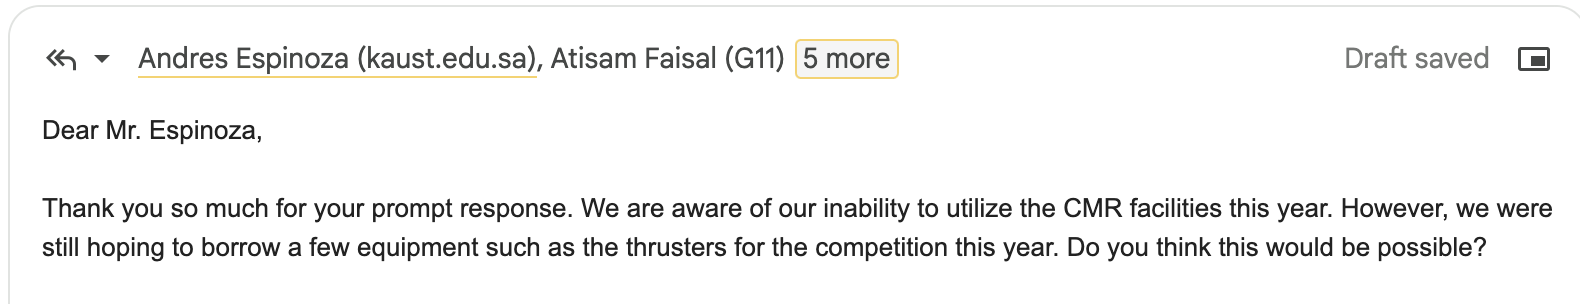 Andres Espinoza (kaust.edu.sa), Atisam Faisal (G11) 5 more Draft saved
Dear Mr. Espinoza,
Thank you so much for your prompt response. We are aware of our inability to utilize the CMR facilities this year. However, we were
still hoping to borrow a few equipment such as the thrusters for the competition this year. Do you think this would be possible?